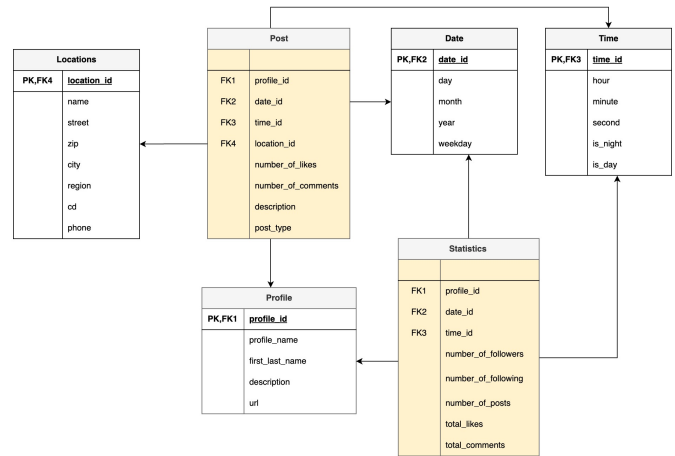 Locations
PK,FK4 location_id
name
street
zip
city
region
cd
phone
Post
FK1 profile_id
FK2 date_id
FK3 time_id
FK4 location_id
number_of_likes
number_of_comments
description
post_type
Date
PK,FK2 date_id
day
month
year
weekday
Time
PK,FK3 time_id
hour
minute
second
is_night
is_day
Profile
PK,FK1 profile_id
profile_name
first_last_name
description
url
Statistics
FK1 profile_id
FK2 date_id
FK3 time_id
number_of_followers
number_of_following
number_of_posts
total_likes
total_comments